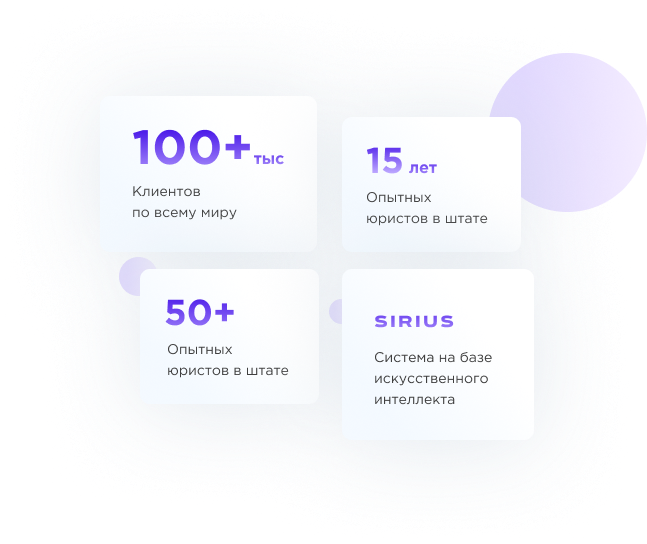 100+ тыс
Клиентов
по всему миру
15 лет
Опытных
юристов в штате
50+
Опытных
юристов в штате
SIRIUS
Система на базе
искусственного
интеллекта